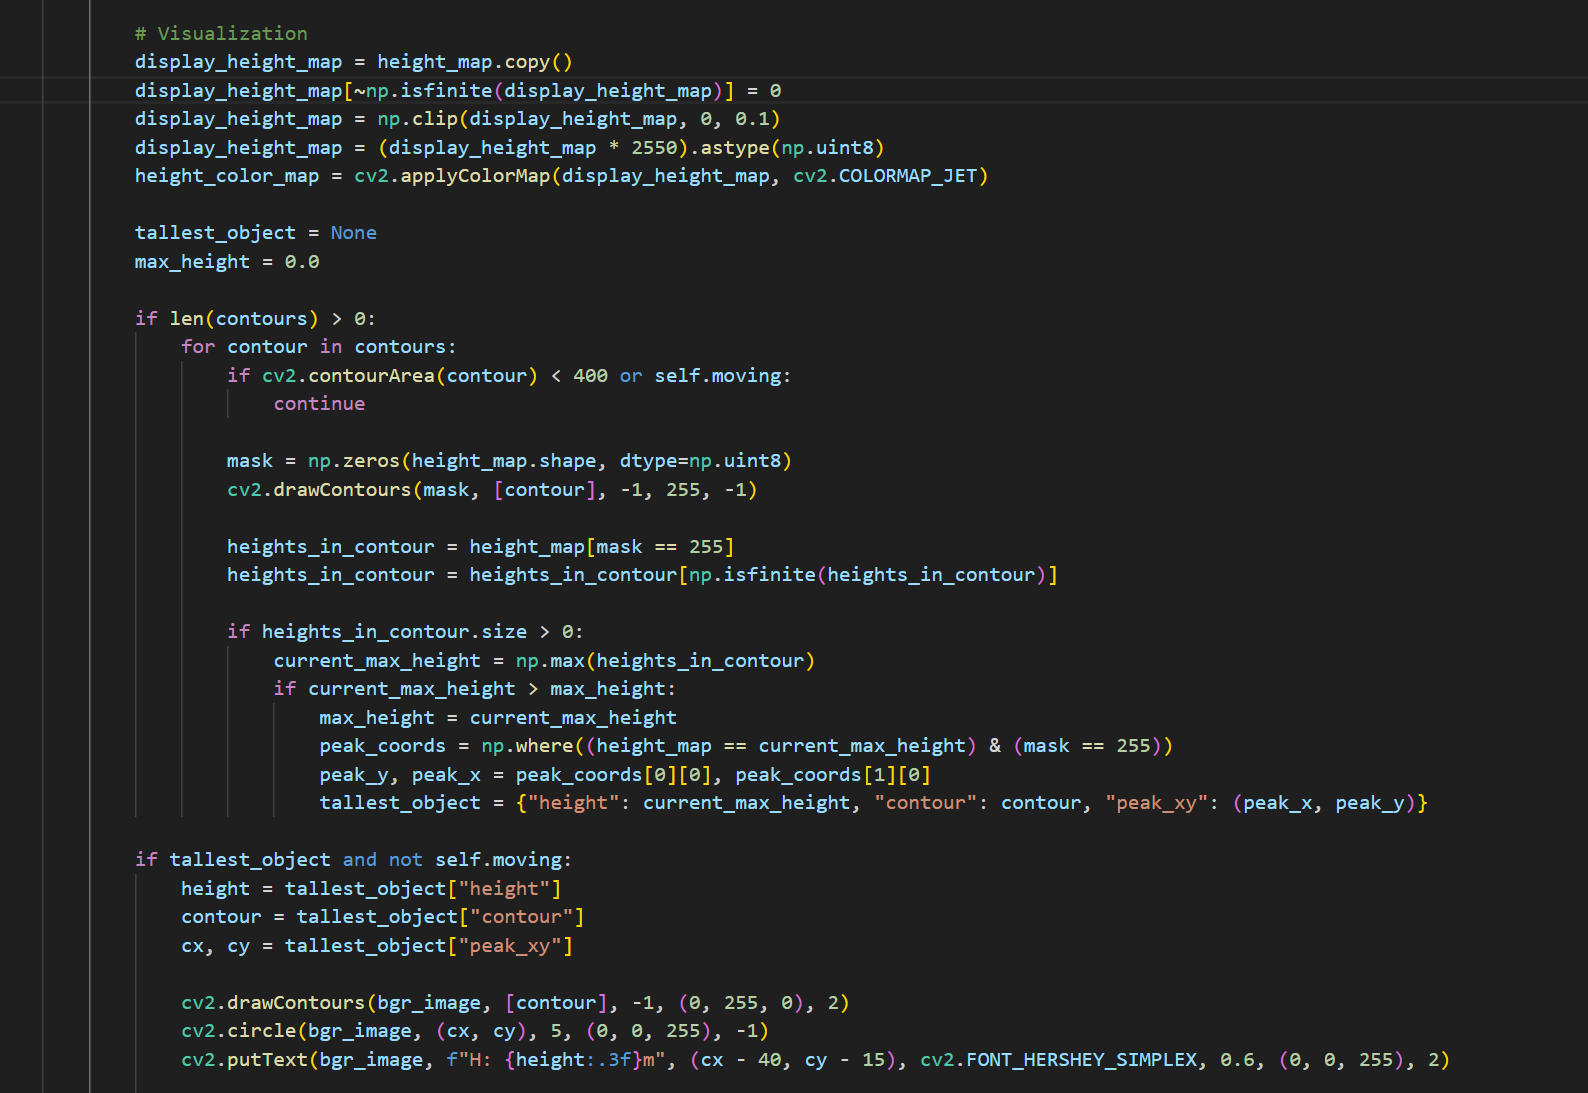 # Visualization
display_height_map = height_map.copy()
display_height_map[~np.isfinite(display_height_map)] = 0
display_height_map = np.clip(display_height_map, 0, 0.1)
display_height_map = (display_height_map * 2550).astype(np.uint8)
height_color_map = cv2.applyColorMap(display_height_map, cv2.COLORMAP_JET)

tallest_object = None
max_height = 0.0

if len(contours) > 0:
    for contour in contours:
        if cv2.contourArea(contour) < 400 or self.moving:
            continue

        mask = np.zeros(height_map.shape, dtype=np.uint8)
        cv2.drawContours(mask, [contour], -1, 255, -1)

        heights_in_contour = height_map[mask == 255]
        heights_in_contour = heights_in_contour[np.isfinite(heights_in_contour)]

        if heights_in_contour.size > 0:
            current_max_height = np.max(heights_in_contour)
            if current_max_height > max_height:
                max_height = current_max_height
                peak_coords = np.where((height_map == current_max_height) & (mask == 255))
                peak_y, peak_x = peak_coords[0][0], peak_coords[1][0]
                tallest_object = {"height": current_max_height, "contour": contour, "peak_xy": (peak_x, peak_y)}

if tallest_object and not self.moving:
    height = tallest_object["height"]
    contour = tallest_object["contour"]
    cx, cy = tallest_object["peak_xy"]

    cv2.drawContours(bgr_image, [contour], -1, (0, 255, 0), 2)
    cv2.circle(bgr_image, (cx, cy), 5, (0, 0, 255), -1)
    cv2.putText(bgr_image, f"H: {height:.3f}m", (cx - 40, cy - 15), cv2.FONT_HERSHEY_SIMPLEX, 0.6, (0, 0, 255), 2)